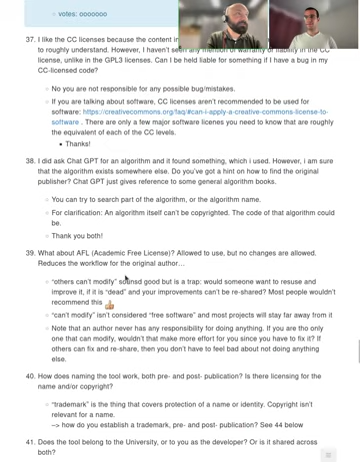 votes: ooooooo
37. I like the CC licenses because the content in
to roughly understand. However, I haven't seen any mention of warranty or liability in the CC
license, unlike in the GPL3 licenses. Can I be held liable for something if I have a bug in my
CC-licensed code?
No you are not responsible for any possible bug/mistakes.
If you are talking about software, CC licenses aren't recommended to be used for
software: https://creativecommons.org/faq/#can-i-apply-a-creative-commons-license-to-
software . There are only a few major software licenes you need to know that are roughly
the equivalent of each of the CC levels.
Thanks!
38. I did ask Chat GPT for an algorithm and it found something, which i used. However, i am sure
that the algorithm exists somewhere else. Do you've got a hint on how to find the original
publisher? Chat GPT just gives reference to some general algorithm books.
You can try to search part of the algorithm, or the algorithm name.
For clarification: An algorithm itself can't be copyrighted. The code of that algorithm could
be.
Thank you both!
39. What about AFL (Academic Free License)? Allowed to use, but no changes are allowed.
Reduces the workflow for the original author...
"others can't modify" sounds good but is a trap: would someone want to resuse and
improve it, if it is "dead" and your improvements can't be re-shared? Most people wouldn't
recommend this 👍
"can't modify" isn't considered "free software" and most projects will stay far away from it
Note that an author never has any responsibility for doing anything. If you are tho only
one that can modify, wouldn't that make more effort for you since you have to fix it? If
others can fix and re-share, then you don't have to feel bad about not doing anything
else.
40. How does naming the tool work, both pre- and post- publication? Is there licensing for
the name and/or copyright?
"trademark" is the thing that covers protection of a name or identity. Copyright isn't
relevant for a name.
–> how do you establish a trademark, pre- and post- publication? See 44 below
41. Does the tool belong to the University, or to you as the developer? Or is it shared across
both?